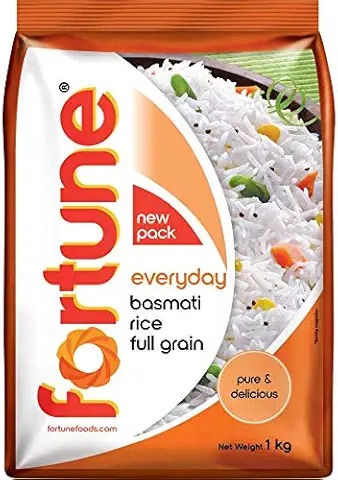 fortune®
new
pack
everyday
basmati
rice
full grain
pure &
delicious
fortunefoods.com
Net Weight 1 kg